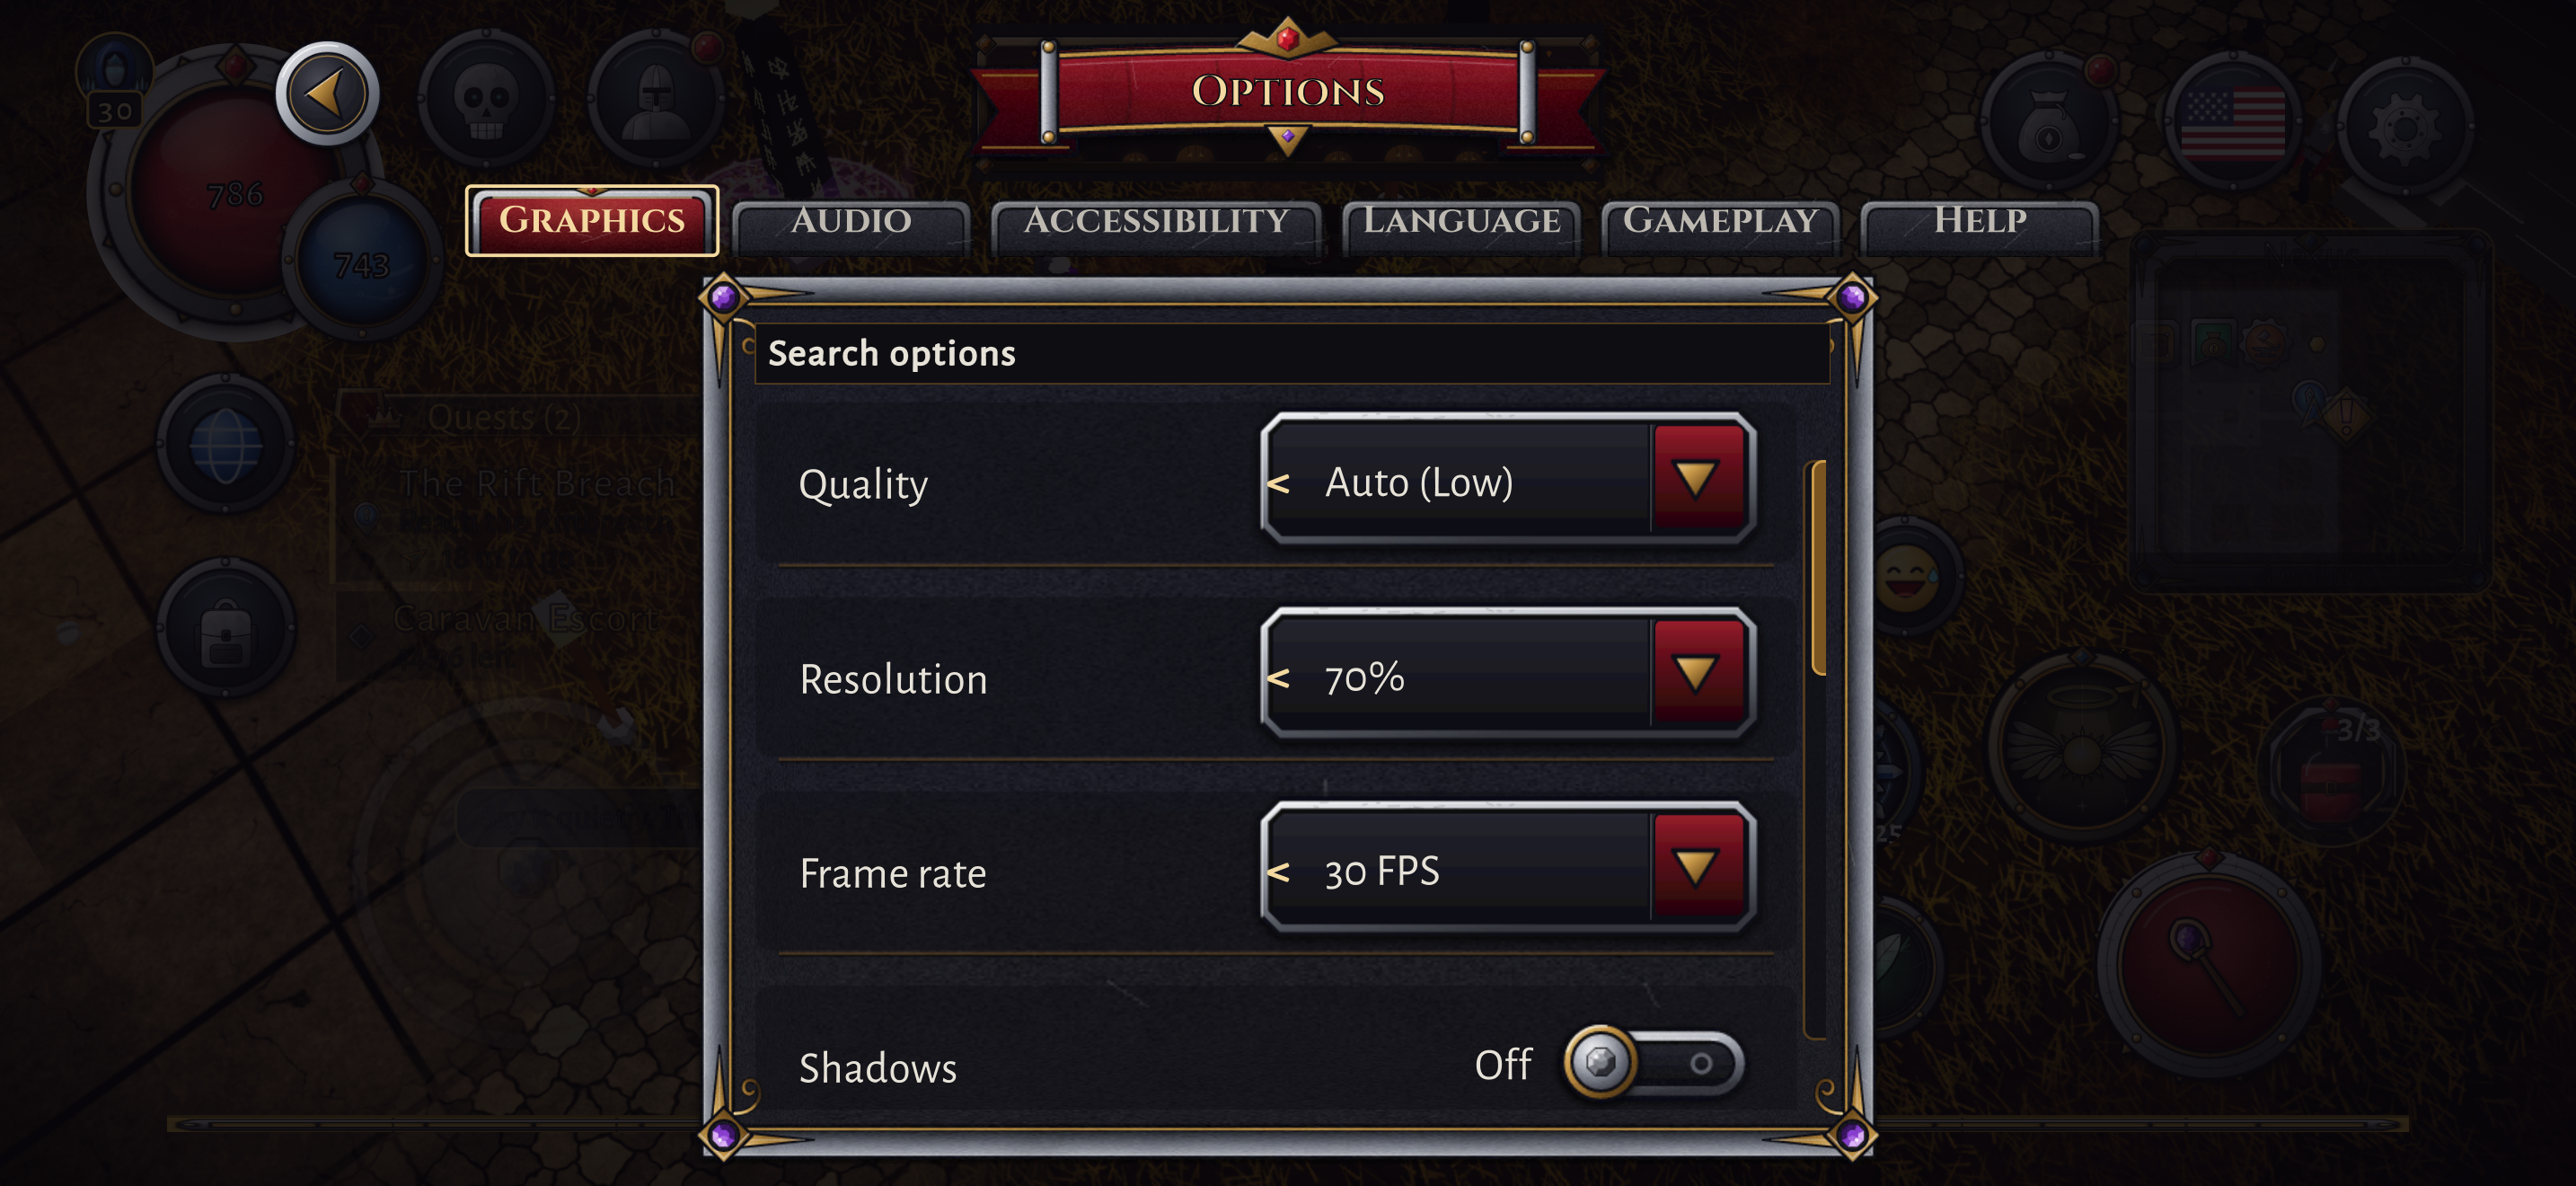 OPTIONS
30
786
743
GRAPHICS
AUDIO
ACCESSIBILITY
LANGUAGE
GAMEPLAY
HELP
Search options
Quests (2)
The Rift Breach
Caravan Escort
Quality
< Auto (Low)
Resolution
< 70%
Frame rate
< 30 FPS
Shadows
Off
3/3
25